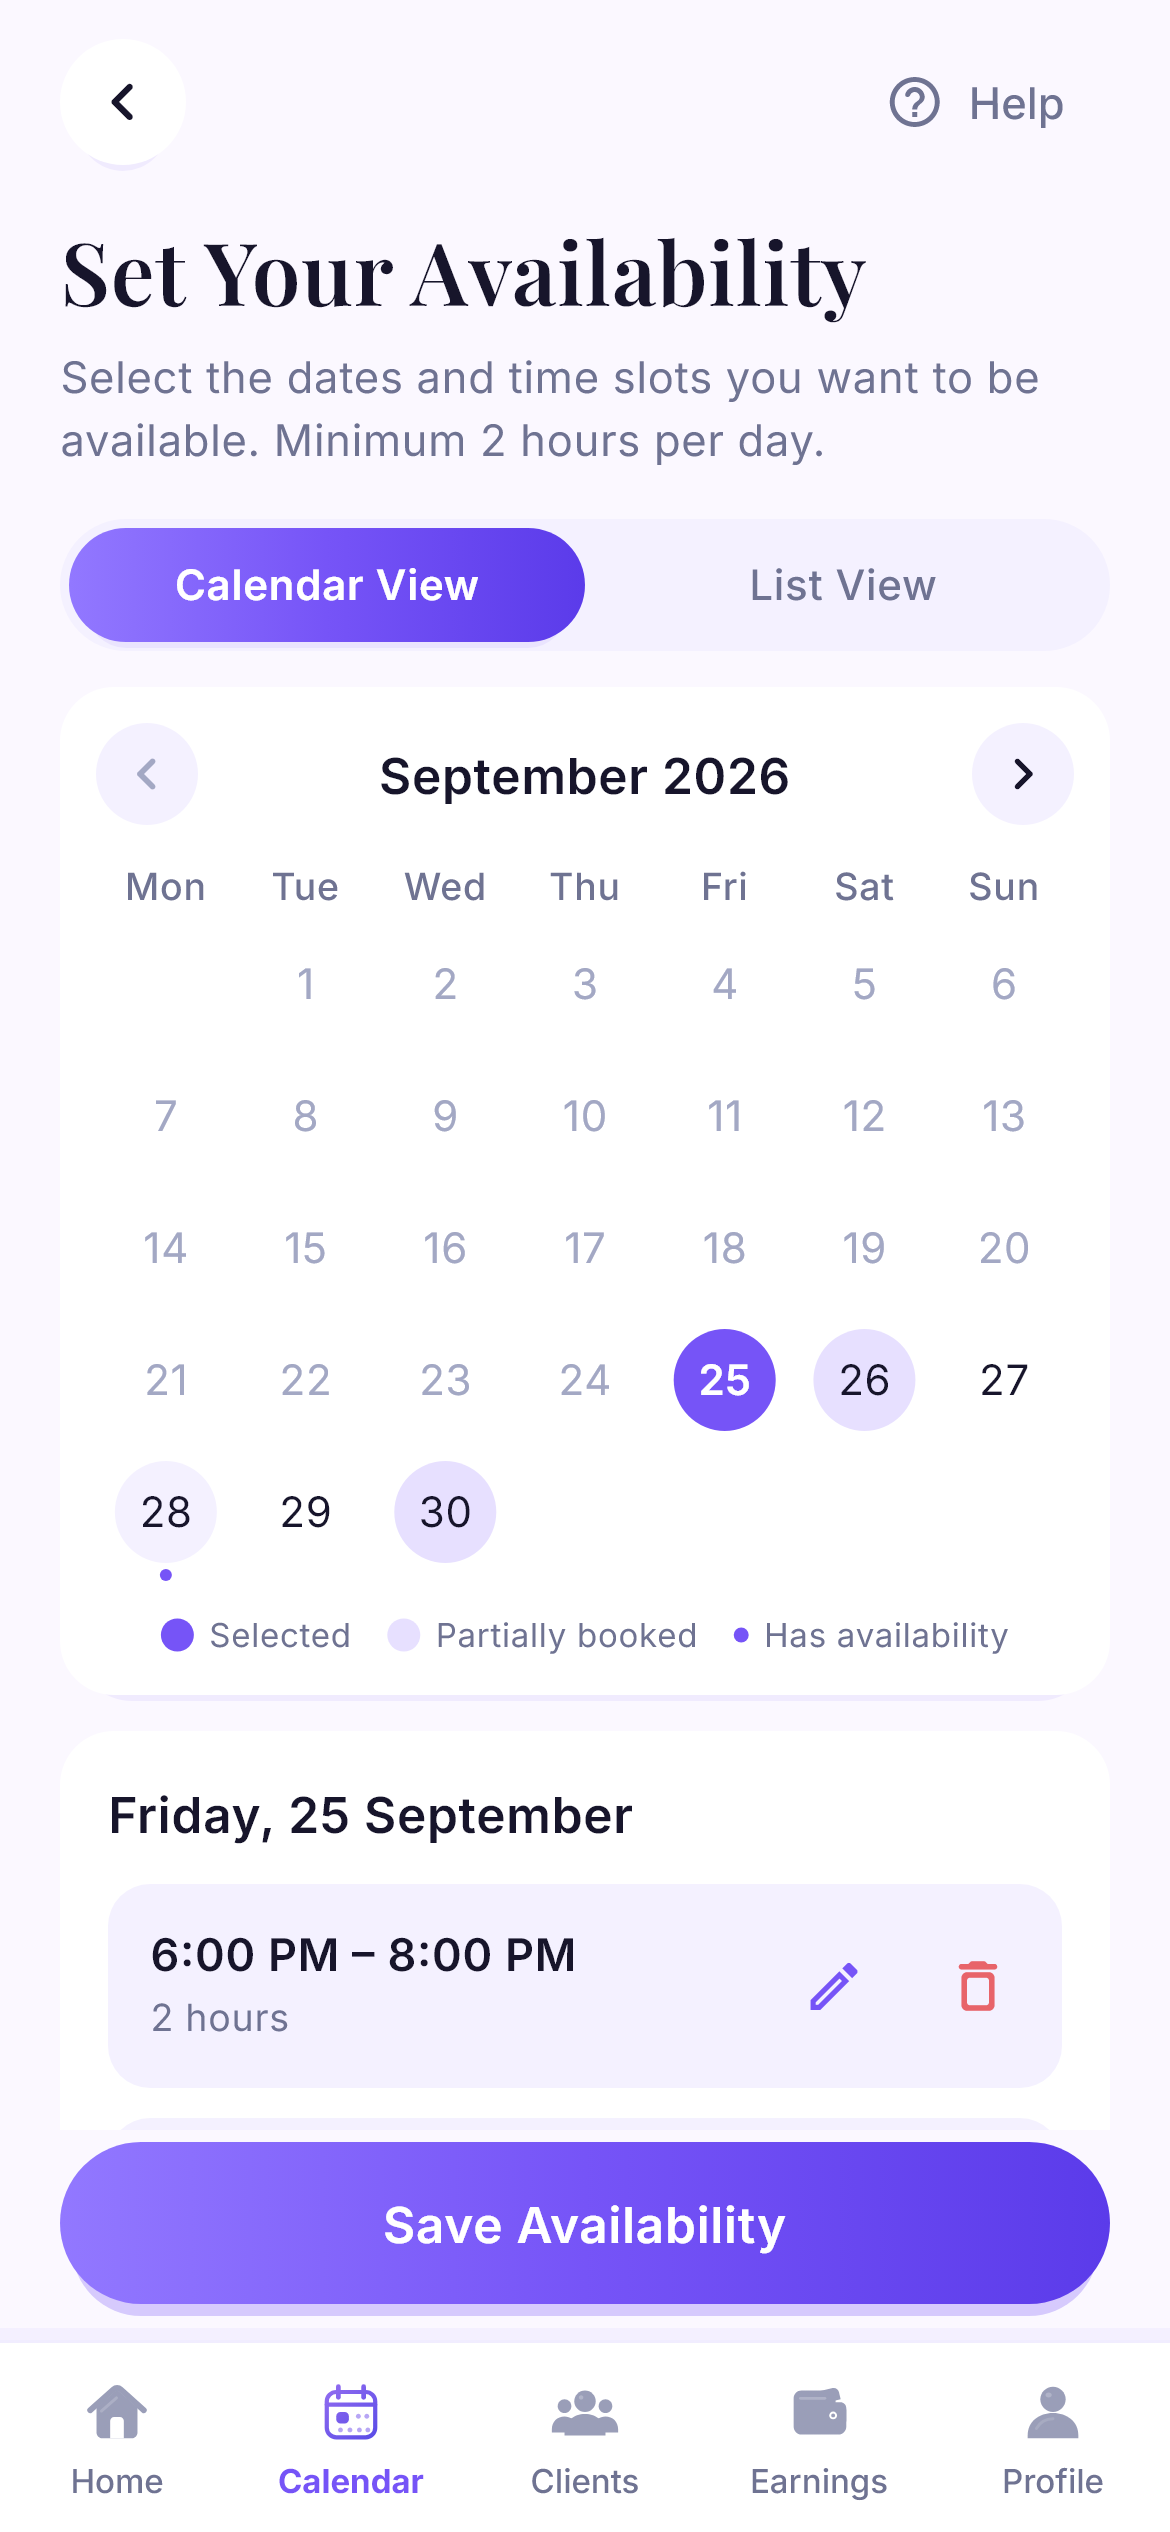 Help
Set Your Availability
Select the dates and time slots you want to be
available. Minimum 2 hours per day.
Calendar View List View
September 2026
Mon Tue Wed Thu Fri Sat Sun
1 2 3 4 5 6
7 8 9 10 11 12 13
14 15 16 17 18 19 20
21 22 23 24 25 26 27
28 29 30
Selected Partially booked Has availability
Friday, 25 September
6:00 PM – 8:00 PM
2 hours
Save Availability
Home Calendar Clients Earnings Profile